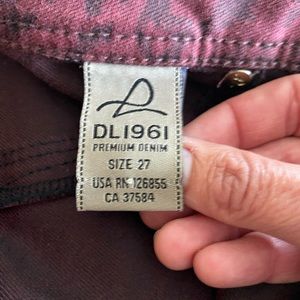 DL1961
PREMIUM DENIM
SIZE 27
USA RN 126855
CA 37584